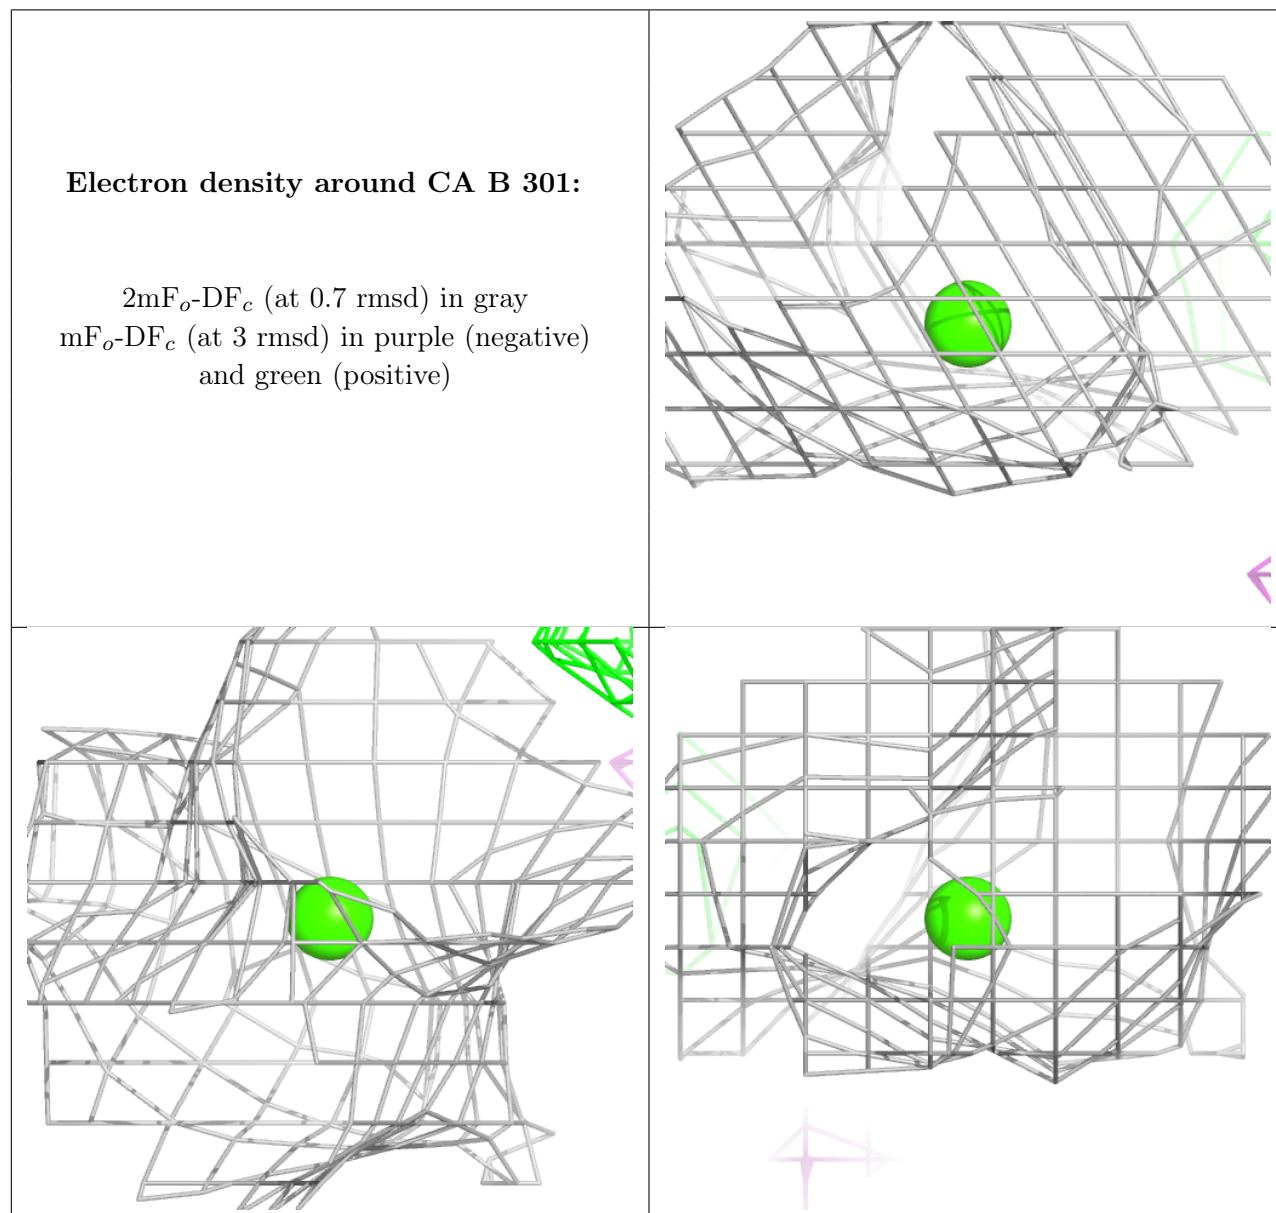 Electron density around CA B 301:
2mFo-DFc (at 0.7 rmsd) in gray
mFo-DFc (at 3 rmsd) in purple (negative)
and green (positive)